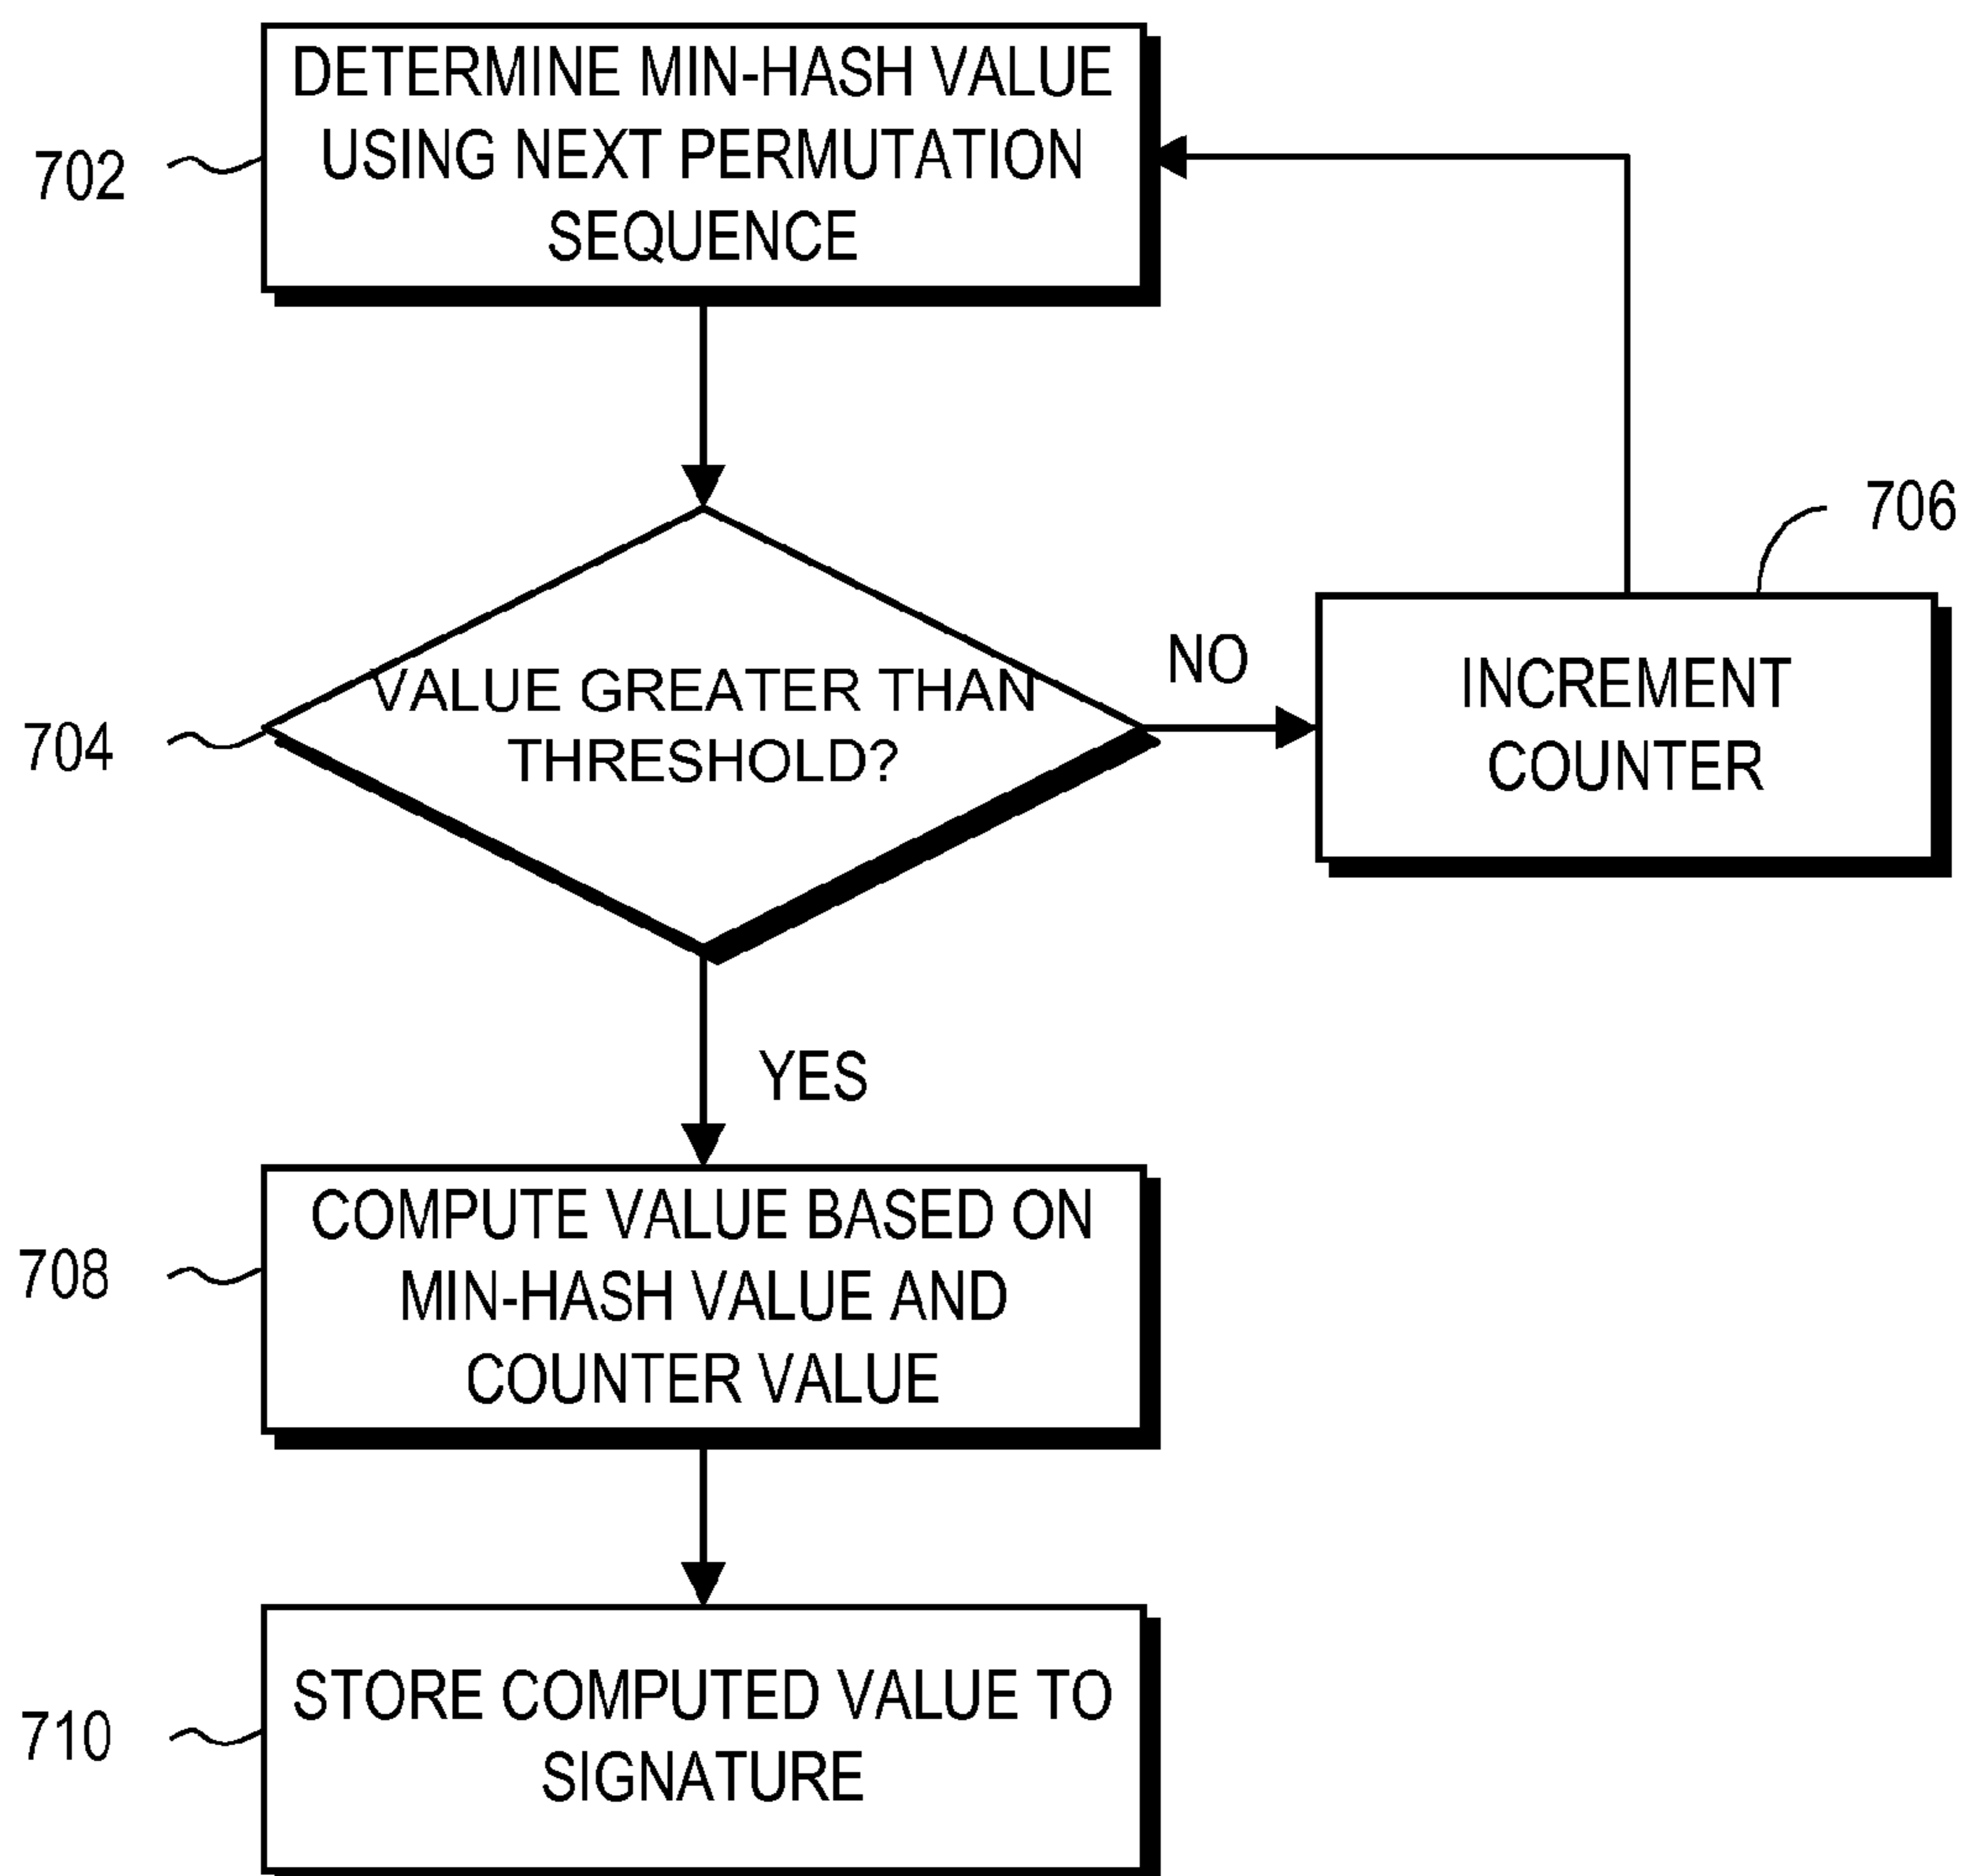 DETERMINE MIN-HASH VALUE
USING NEXT PERMUTATION
SEQUENCE
702
VALUE GREATER THAN
THRESHOLD?
704
NO
706
INCREMENT
COUNTER
YES
COMPUTE VALUE BASED ON
MIN-HASH VALUE AND
COUNTER VALUE
708
STORE COMPUTED VALUE TO
SIGNATURE
710